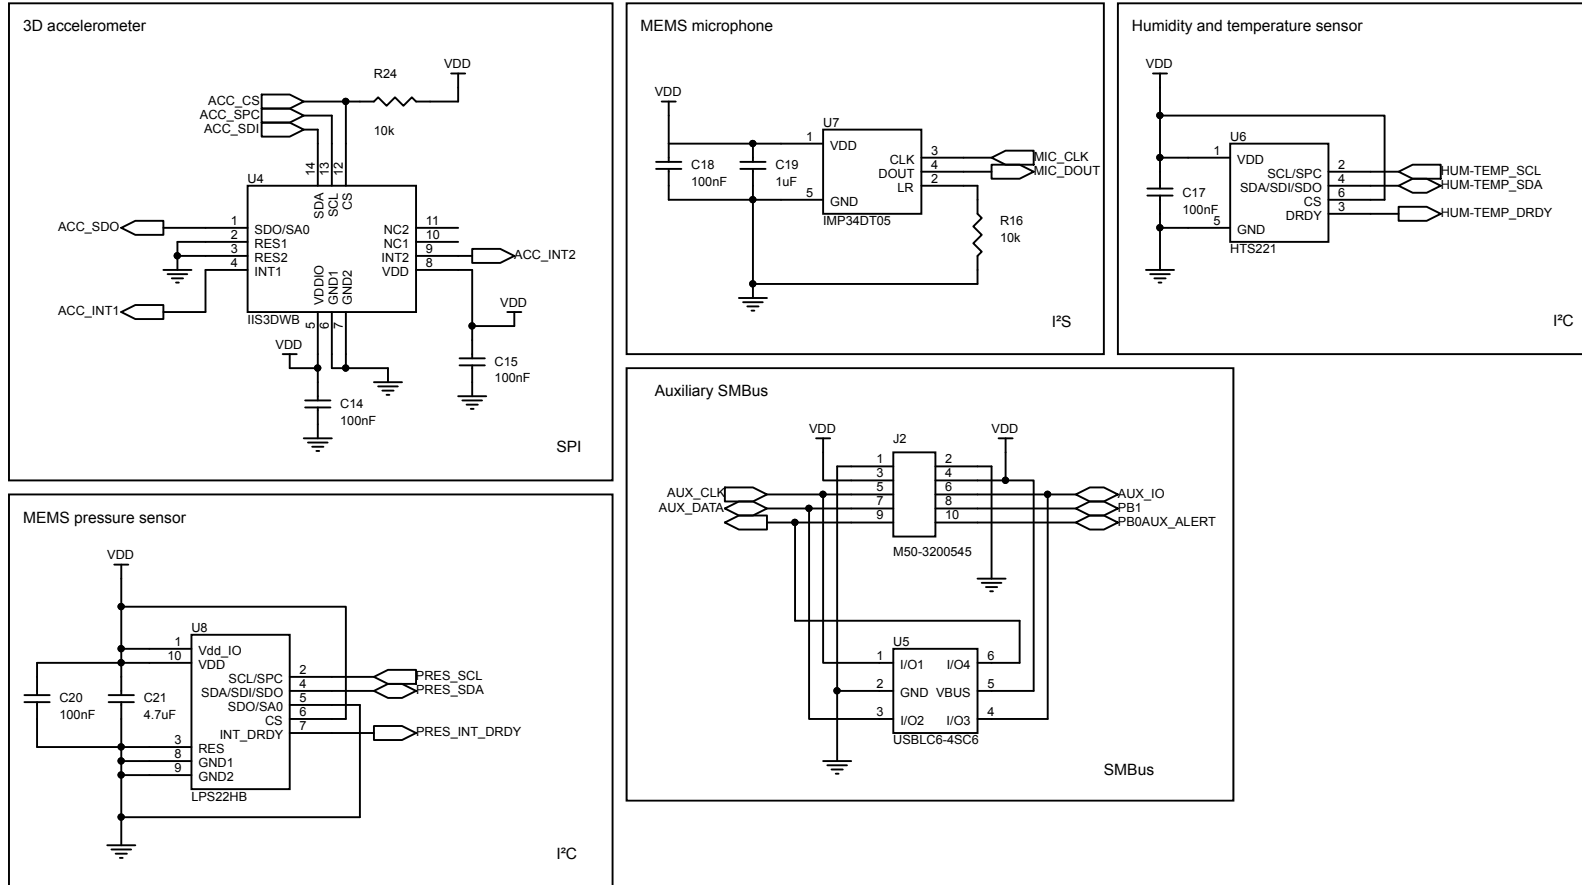 3D accelerometer
VDD
R24
10k
ACC_CS
ACC_SPC
ACC_SDI
14
13
12
U4
SDA
SCL
CS
ACC_SDO
1
SDO/SA0
2
RES1
3
RES2
4
INT1
NC2
11
NC1
10
INT2
9
ACC_INT2
VDD
8
ACC_INT1
VDDIO
GND1
GND2
IIS3DWB
5
6
7
VDD
VDD
C15
100nF
C14
100nF
SPI
MEMS microphone
VDD
U7
1
VDD
C18
100nF
C19
1uF
CLK
3
MIC_CLK
DOUT
4
MIC_DOUT
LR
2
5
GND
IMP34DT05
R16
10k
I²S
Humidity and temperature sensor
VDD
U6
1
VDD
SCL/SPC
2
HUM-TEMP_SCL
SDA/SDI/SDO
4
HUM-TEMP_SDA
CS
6
DRDY
3
HUM-TEMP_DRDY
C17
100nF
5
GND
HTS221
I²C
Auxiliary SMBus
VDD
J2
VDD
1
2
3
4
AUX_CLK
5
6
AUX_IO
AUX_DATA
7
8
PB1
9
10
PB0AUX_ALERT
M50-3200545
U5
1
I/O1
I/O4
6
2
GND
VBUS
5
3
I/O2
I/O3
4
USBLC6-4SC6
SMBus
MEMS pressure sensor
VDD
U8
1
Vdd_IO
10
VDD
SCL/SPC
2
PRES_SCL
SDA/SDI/SDO
4
PRES_SDA
SDO/SA0
5
CS
6
INT_DRDY
7
PRES_INT_DRDY
C20
100nF
C21
4.7uF
3
RES
8
GND1
9
GND2
LPS22HB
I²C